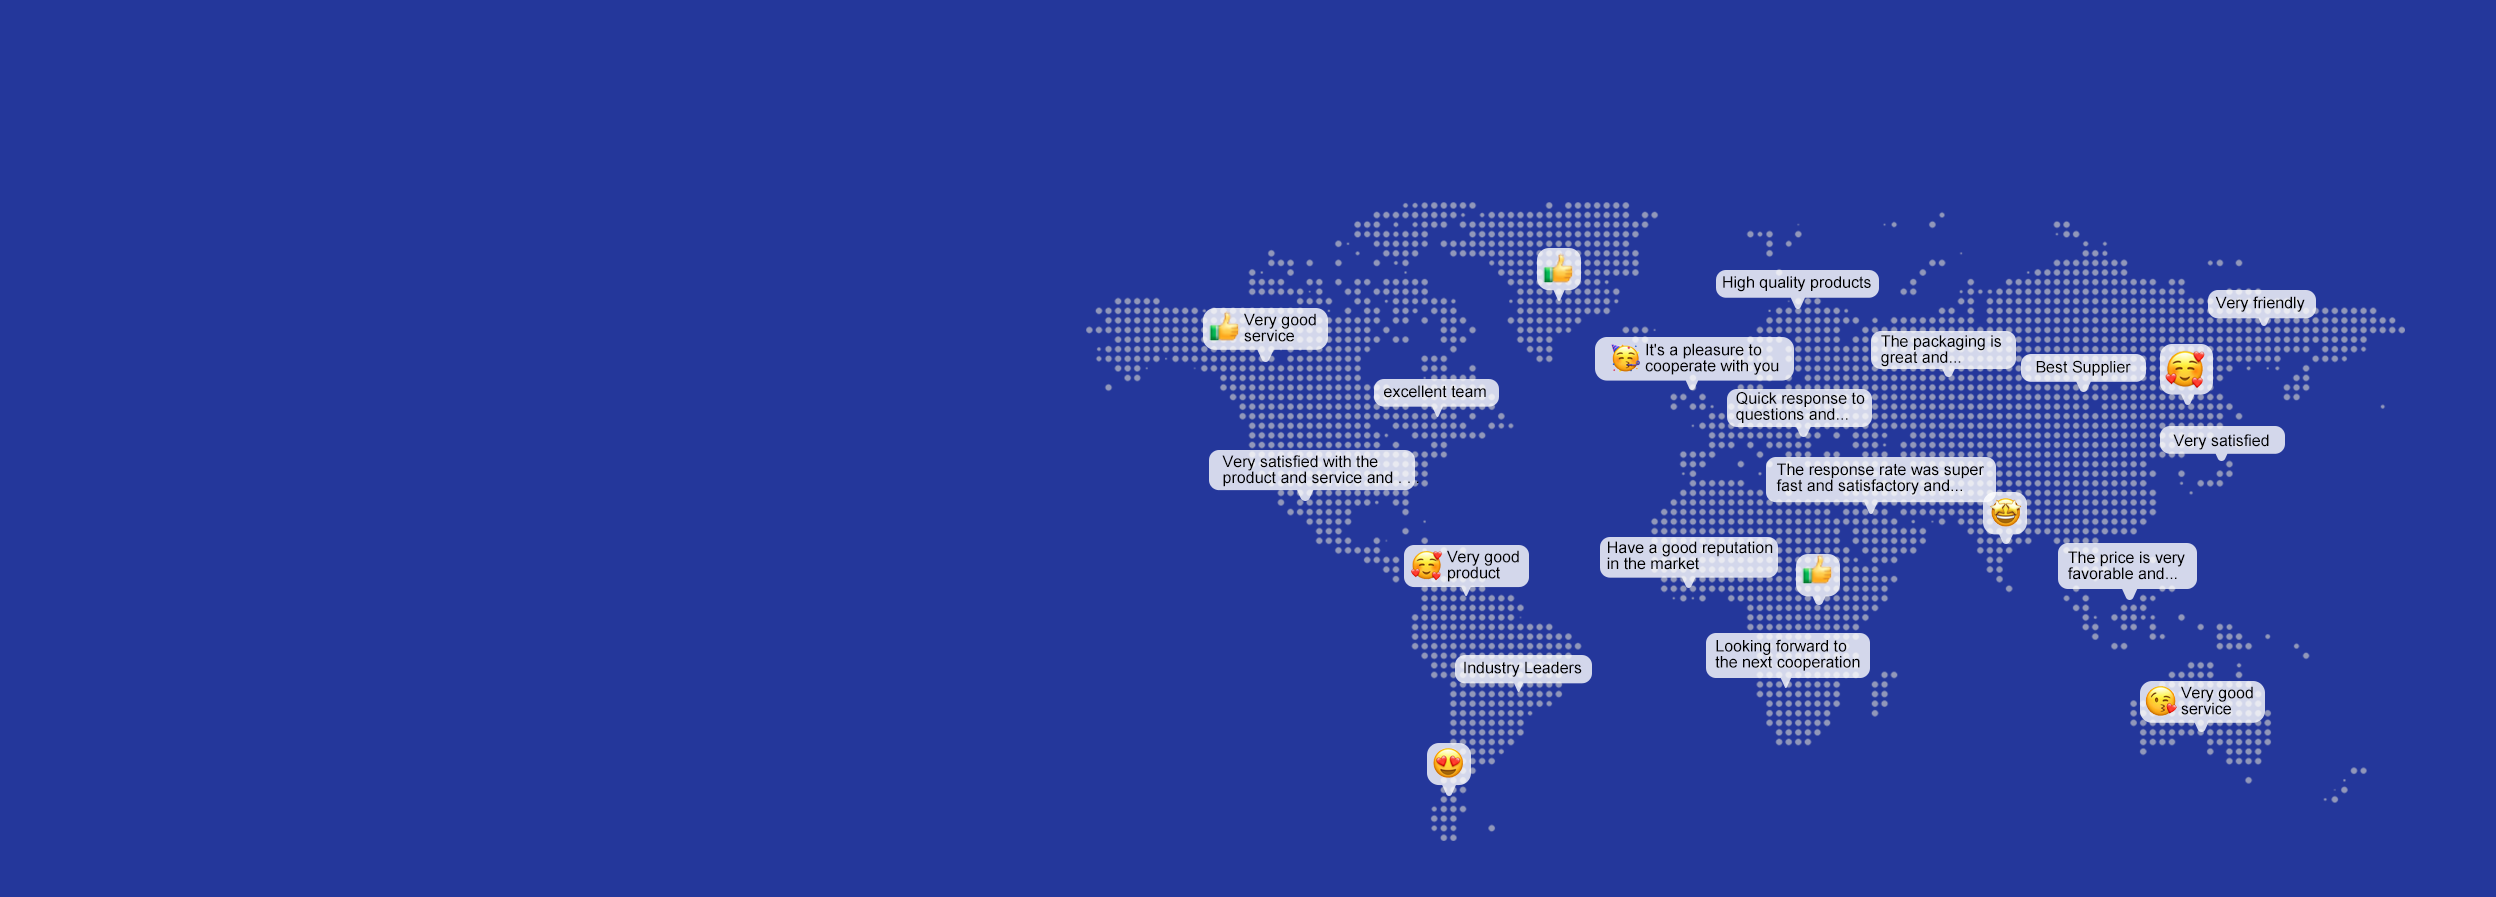 High quality products
Very friendly
Very good
service
It's a pleasure to
cooperate with you
The packaging is
great and...
Best Supplier
excellent team
Quick response to
questions and...
Very satisfied
Very satisfied with the
product and service and . . .
The response rate was super
fast and satisfactory and...
Very good
product
Have a good reputation
in the market
The price is very
favorable and...
Looking forward to
the next cooperation
Industry Leaders
Very good
service